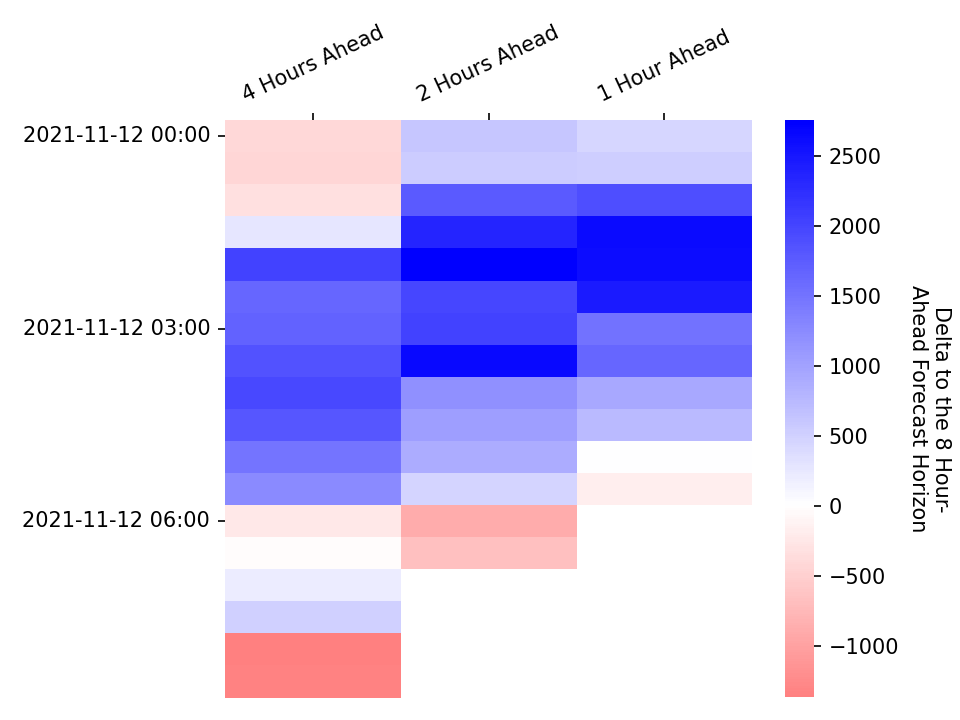 4 Hours Ahead
2 Hours Ahead
1 Hour Ahead
2021-11-12 00:00
2021-11-12 03:00
2021-11-12 06:00
2500
2000
1500
1000
500
0
−500
−1000
Delta to the 8 Hour-
Ahead Forecast Horizon